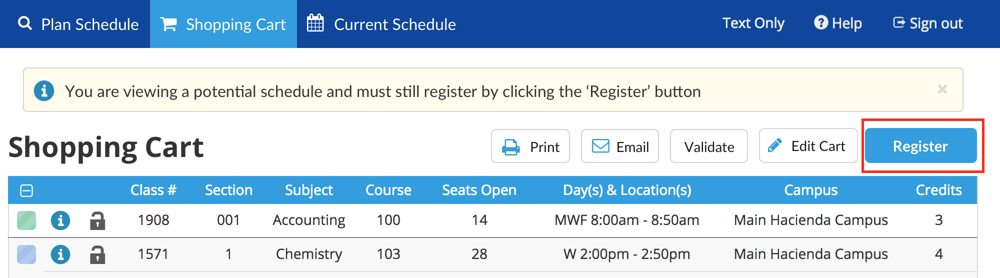 Plan Schedule Shopping Cart Current Schedule Text Only Help Sign out
You are viewing a potential schedule and must still register by clicking the ‘Register’ button
Shopping Cart Print Email Validate Edit Cart Register
Class # Section Subject Course Seats Open Day(s) & Location(s) Campus Credits
1908 001 Accounting 100 14 MWF 8:00am - 8:50am Main Hacienda Campus 3
1571 1 Chemistry 103 28 W 2:00pm - 2:50pm Main Hacienda Campus 4